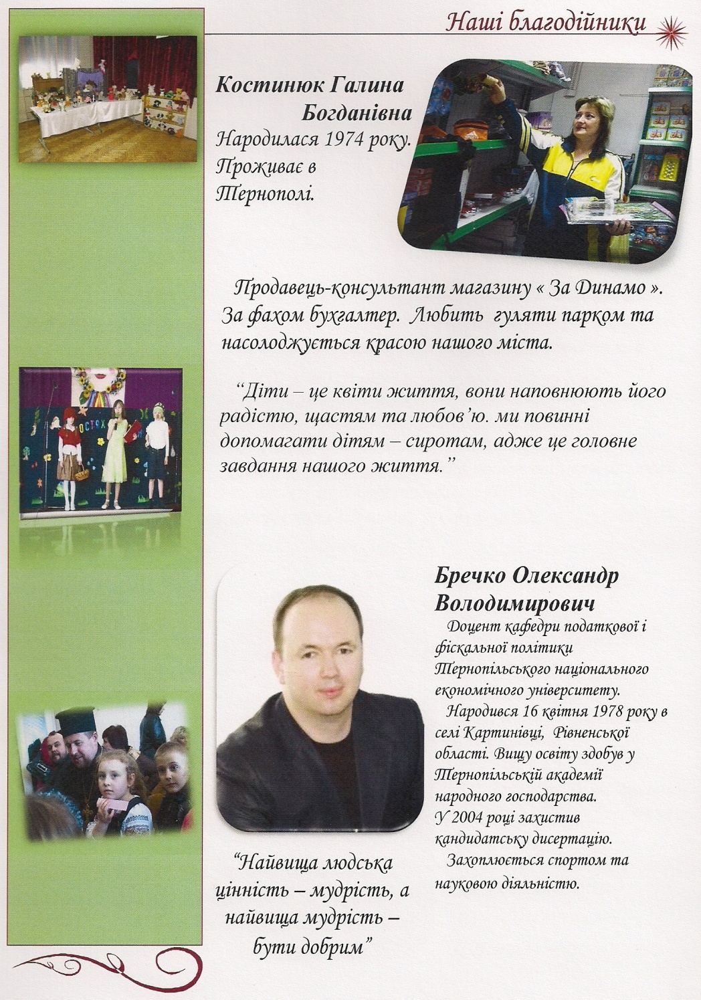 Наші благодійники
Костинюк Галина
Богданівна
Народилася 1974 року.
Проживає в
Тернополі.
Продавець-консультант магазину « За Динамо ».
За фахом бухгалтер. Любить гуляти парком та
насолоджується красою нашого міста.
“Діти – це квіти життя, вони наповнюють його
радістю, щастям та любов’ю. ми повинні
допомагати дітям – сиротам, адже це головне
завдання нашого життя.”
ОСТЯХ
Бречко Олександр
Володимирович
Доцент кафедри податкової і
фіскальної політики
Тернопільського національного
економічного університету.
Народився 16 квітня 1978 року в
селі Картинівці, Рівненської
області. Вищу освіту здобув у
Тернопільській академії
народного господарства.
У 2004 році захистив
кандидатську дисертацію.
Захоплюється спортом та
науковою діяльністю.
“Найвища людська
цінність – мудрість, а
найвища мудрість –
бути добрим”